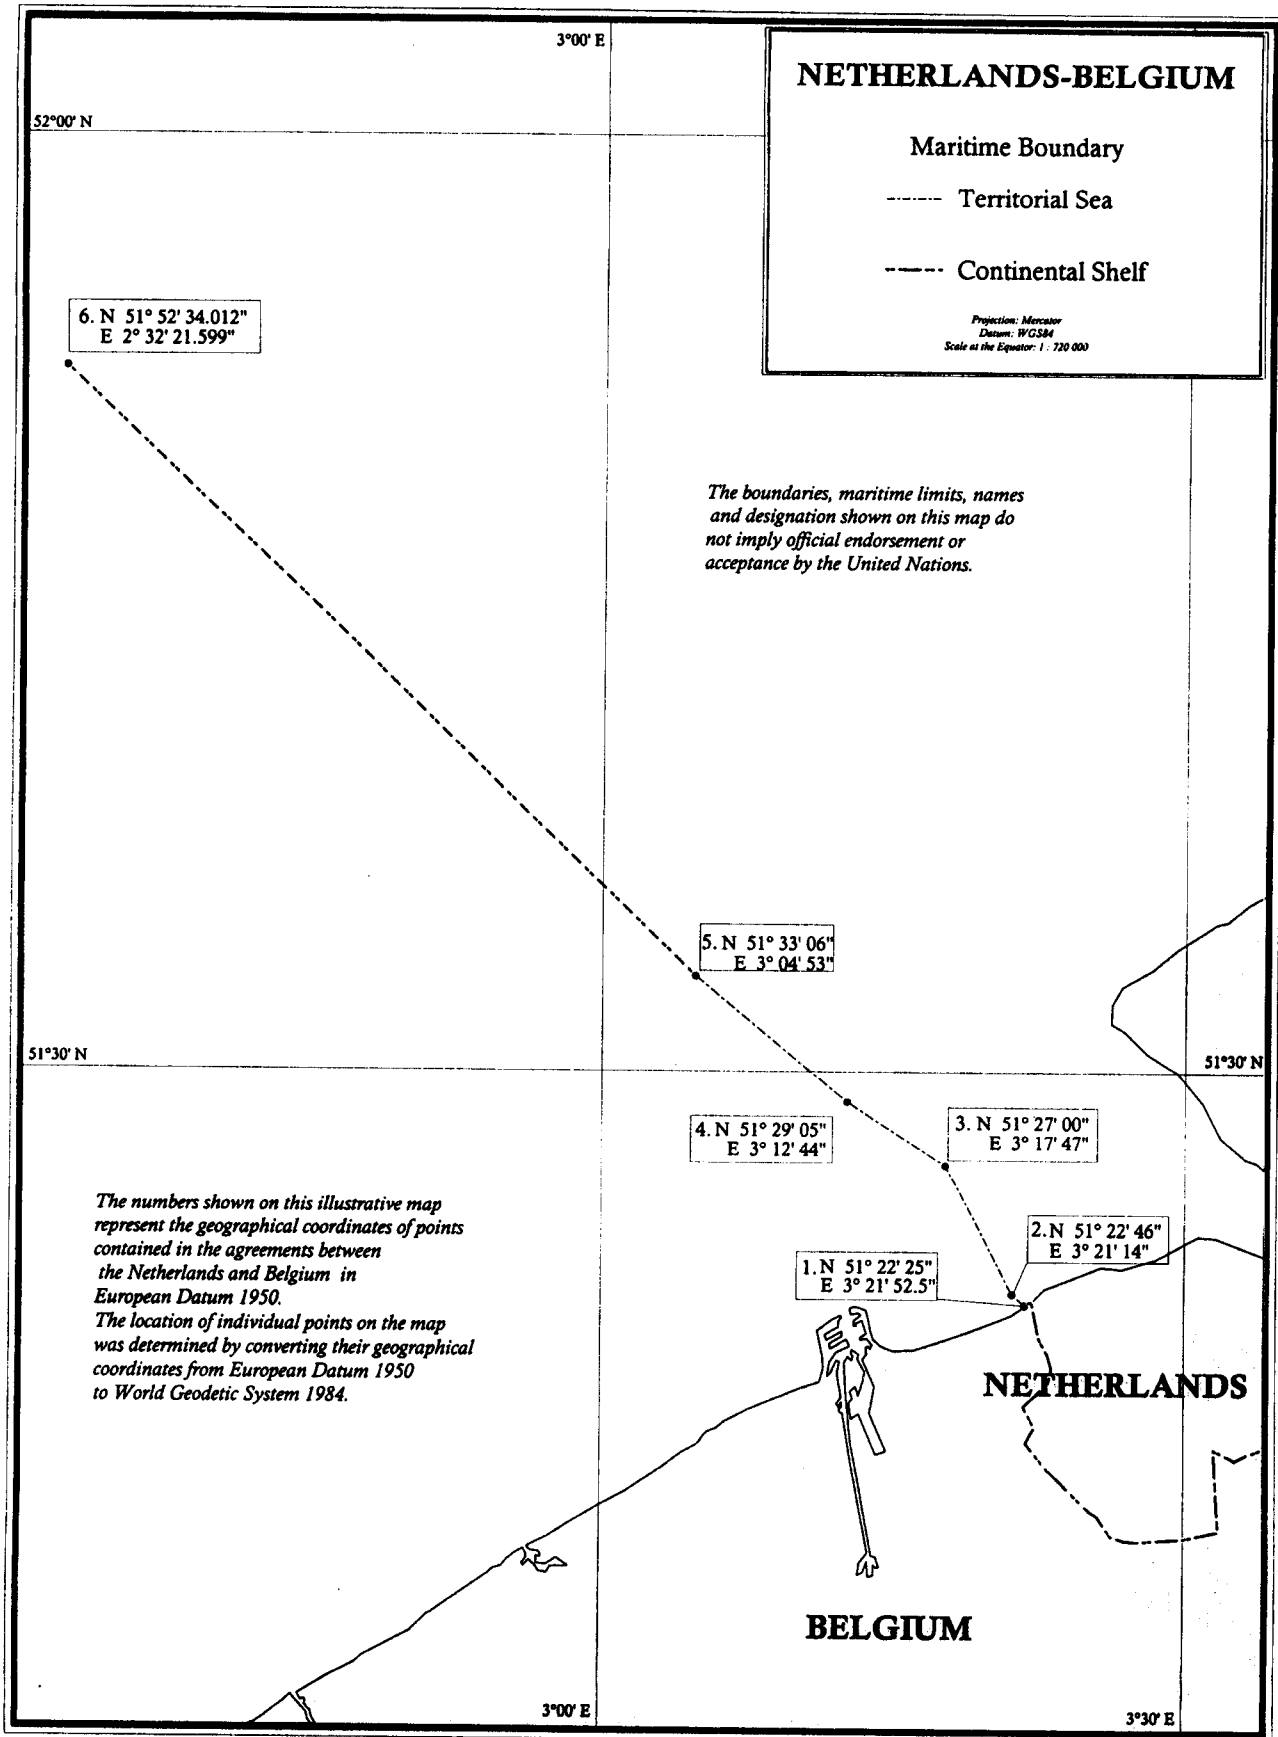 3°00' E
NETHERLANDS-BELGIUM
52°00' N
Maritime Boundary
Territorial Sea
Continental Shelf
Projection: Mercator
Datum: WGS84
Scale at the Equator: 1 : 720 000
6. N 51° 52' 34.012"
E 2° 32' 21.599"
The boundaries, maritime limits, names
and designation shown on this map do
not imply official endorsement or
acceptance by the United Nations.
5. N 51° 33' 06"
E 3° 04' 53"
51°30' N
51°30' N
4. N 51° 29' 05"
E 3° 12' 44"
3. N 51° 27' 00"
E 3° 17' 47"
The numbers shown on this illustrative map
represent the geographical coordinates of points
contained in the agreements between
the Netherlands and Belgium in
European Datum 1950.
The location of individual points on the map
was determined by converting their geographical
coordinates from European Datum 1950
to World Geodetic System 1984.
2. N 51° 22' 46"
E 3° 21' 14"
1. N 51° 22' 25"
E 3° 21' 52.5"
NETHERLANDS
BELGIUM
3°00' E
3°30' E